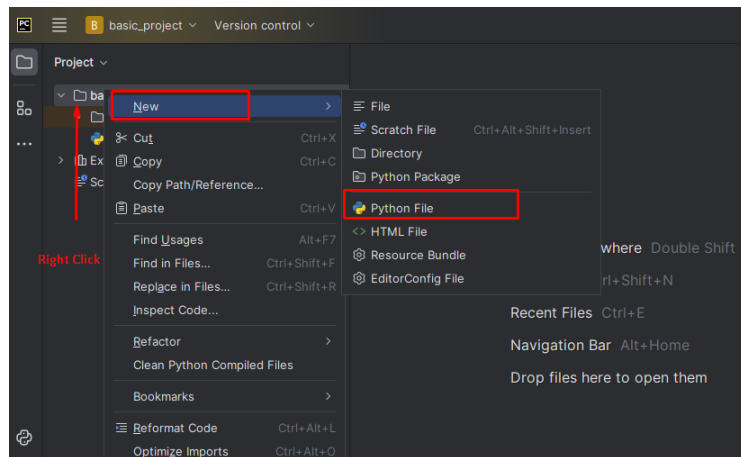 PC
B basic_project Version control
Project
ba
New
Cut Ctrl+X
Ex
Copy Ctrl+C
Sc
Copy Path/Reference...
Paste Ctrl+V
Find Usages Alt+F7
Right Click
Find in Files... Ctrl+Shift+F
Replace in Files... Ctrl+Shift+R
Inspect Code...
Refactor
Clean Python Compiled Files
Bookmarks
Reformat Code Ctrl+Alt+L
Optimize Imports Ctrl+Alt+O
File
Scratch File Ctrl+Alt+Shift+Insert
Directory
Python Package
Python File
HTML File
Resource Bundle
EditorConfig File
where Double Shift
rl+Shift+N
Recent Files Ctrl+E
Navigation Bar Alt+Home
Drop files here to open them